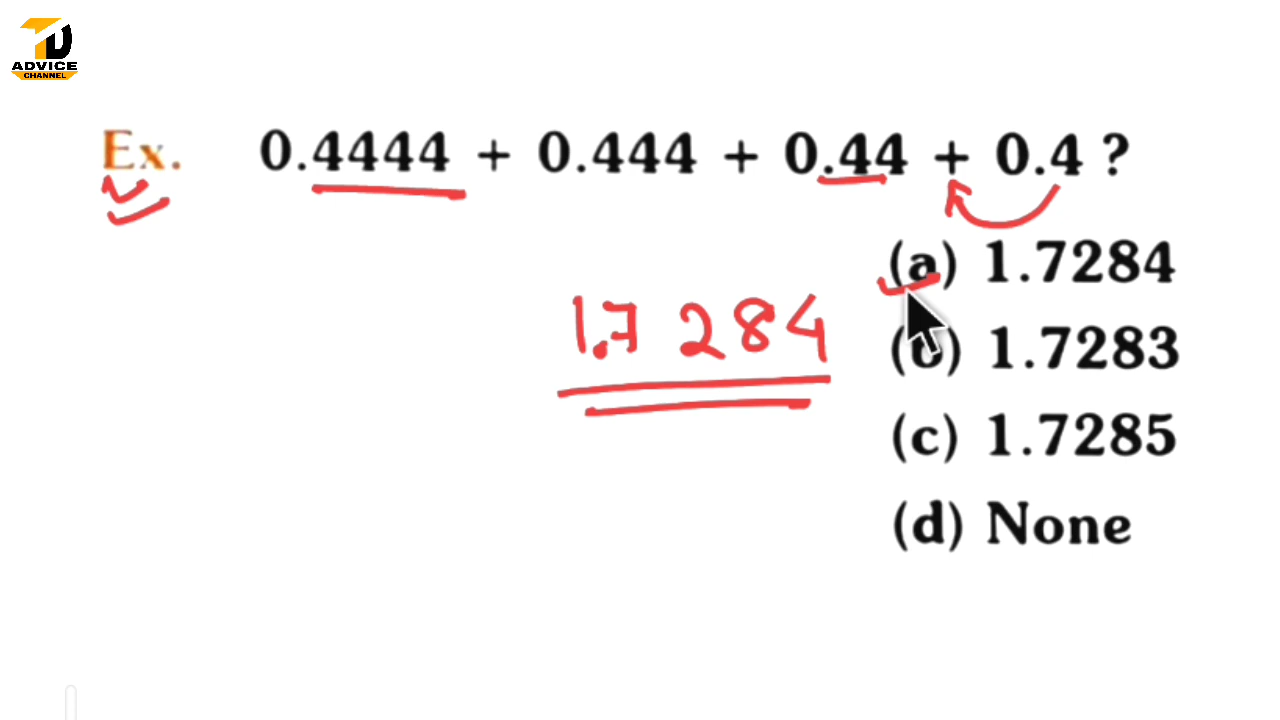 TD
ADVICE
CHANNEL
Ex. 0.4444 + 0.444 + 0.44 + 0.4 ?
(a) 1.7284
1.7284
(b) 1.7283
(c) 1.7285
(d) None